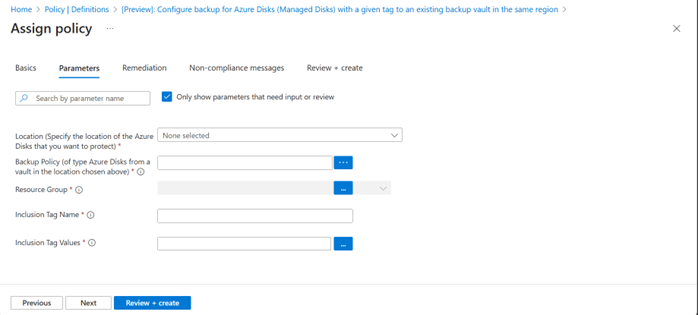 Home > Policy | Definitions > [Preview]: Configure backup for Azure Disks (Managed Disks) with a given tag to an existing backup vault in the same region >
Assign policy ...
Basics Parameters Remediation Non-compliance messages Review + create
Search by parameter name
Only show parameters that need input or review
Location (Specify the location of the Azure
Disks that you want to protect) *
None selected
Backup Policy (of type Azure Disks from a
vault in the location chosen above) *
...
Resource Group *
...
Inclusion Tag Name *
Inclusion Tag Values *
...
Previous Next Review + create